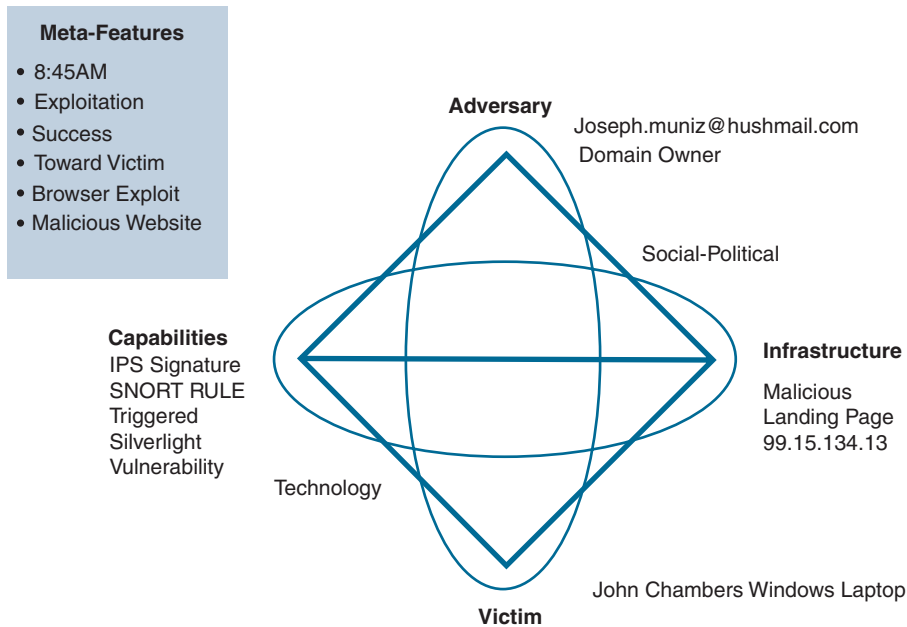 Meta-Features
• 8:45AM
• Exploitation
• Success
• Toward Victim
• Browser Exploit
• Malicious Website
Adversary
Joseph.muniz@hushmail.com
Domain Owner
Social-Political
Capabilities
IPS Signature
SNORT RULE
Triggered
Silverlight
Vulnerability
Infrastructure
Malicious
Landing Page
99.15.134.13
Technology
John Chambers Windows Laptop
Victim